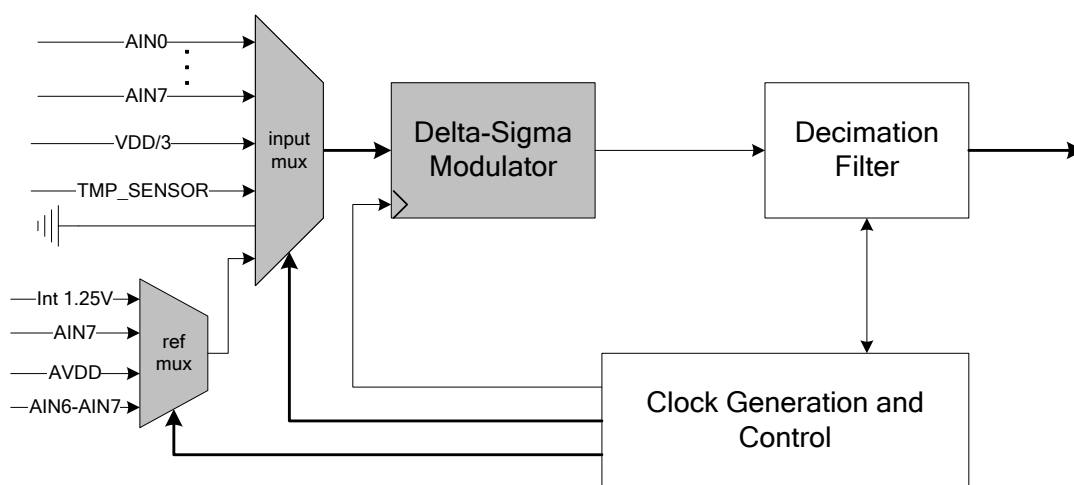 AIN0
AIN7
VDD/3
TMP_SENSOR
input
mux
Delta-Sigma
Modulator
Decimation
Filter
Int 1.25V
AIN7
AVDD
AIN6-AIN7
ref
mux
Clock Generation and
Control